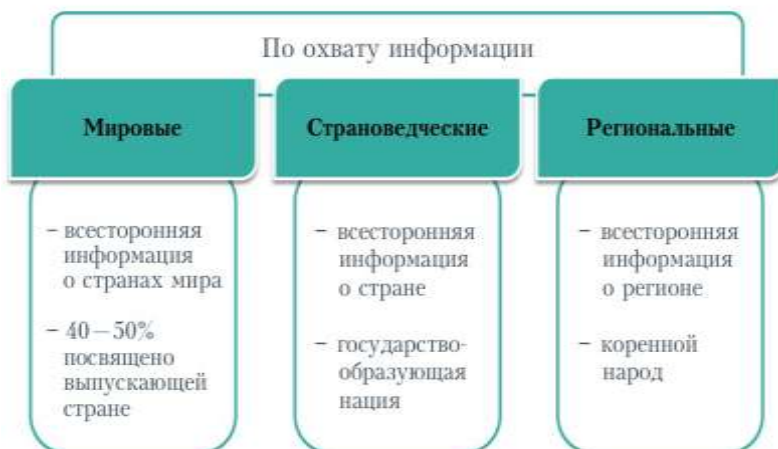 По охвату информации
Мировые
– всесторонняя
информация
о странах мира
– 40–50%
посвящено
выпускающей
стране
Страноведческие
– всесторонняя
информация
о стране
– государство-
образующая
нация
Региональные
– всесторонняя
информация
о регионе
– коренной
народ